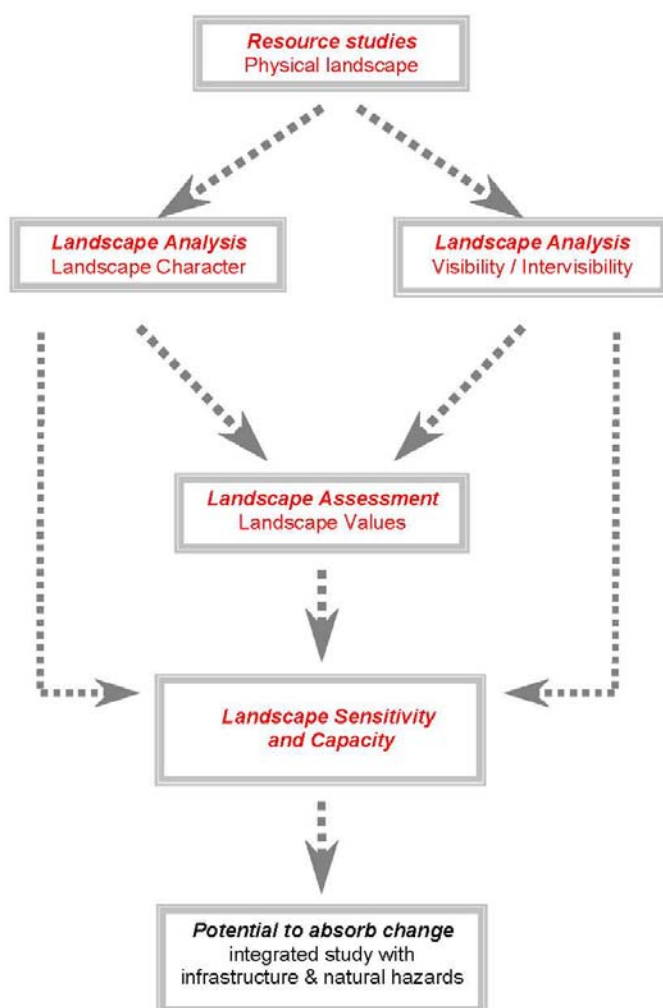 Resource studies
Physical landscape
Landscape Analysis
Landscape Character
Landscape Analysis
Visibility / Intervisibility
Landscape Assessment
Landscape Values
Landscape Sensitivity
and Capacity
Potential to absorb change
integrated study with
infrastructure & natural hazards